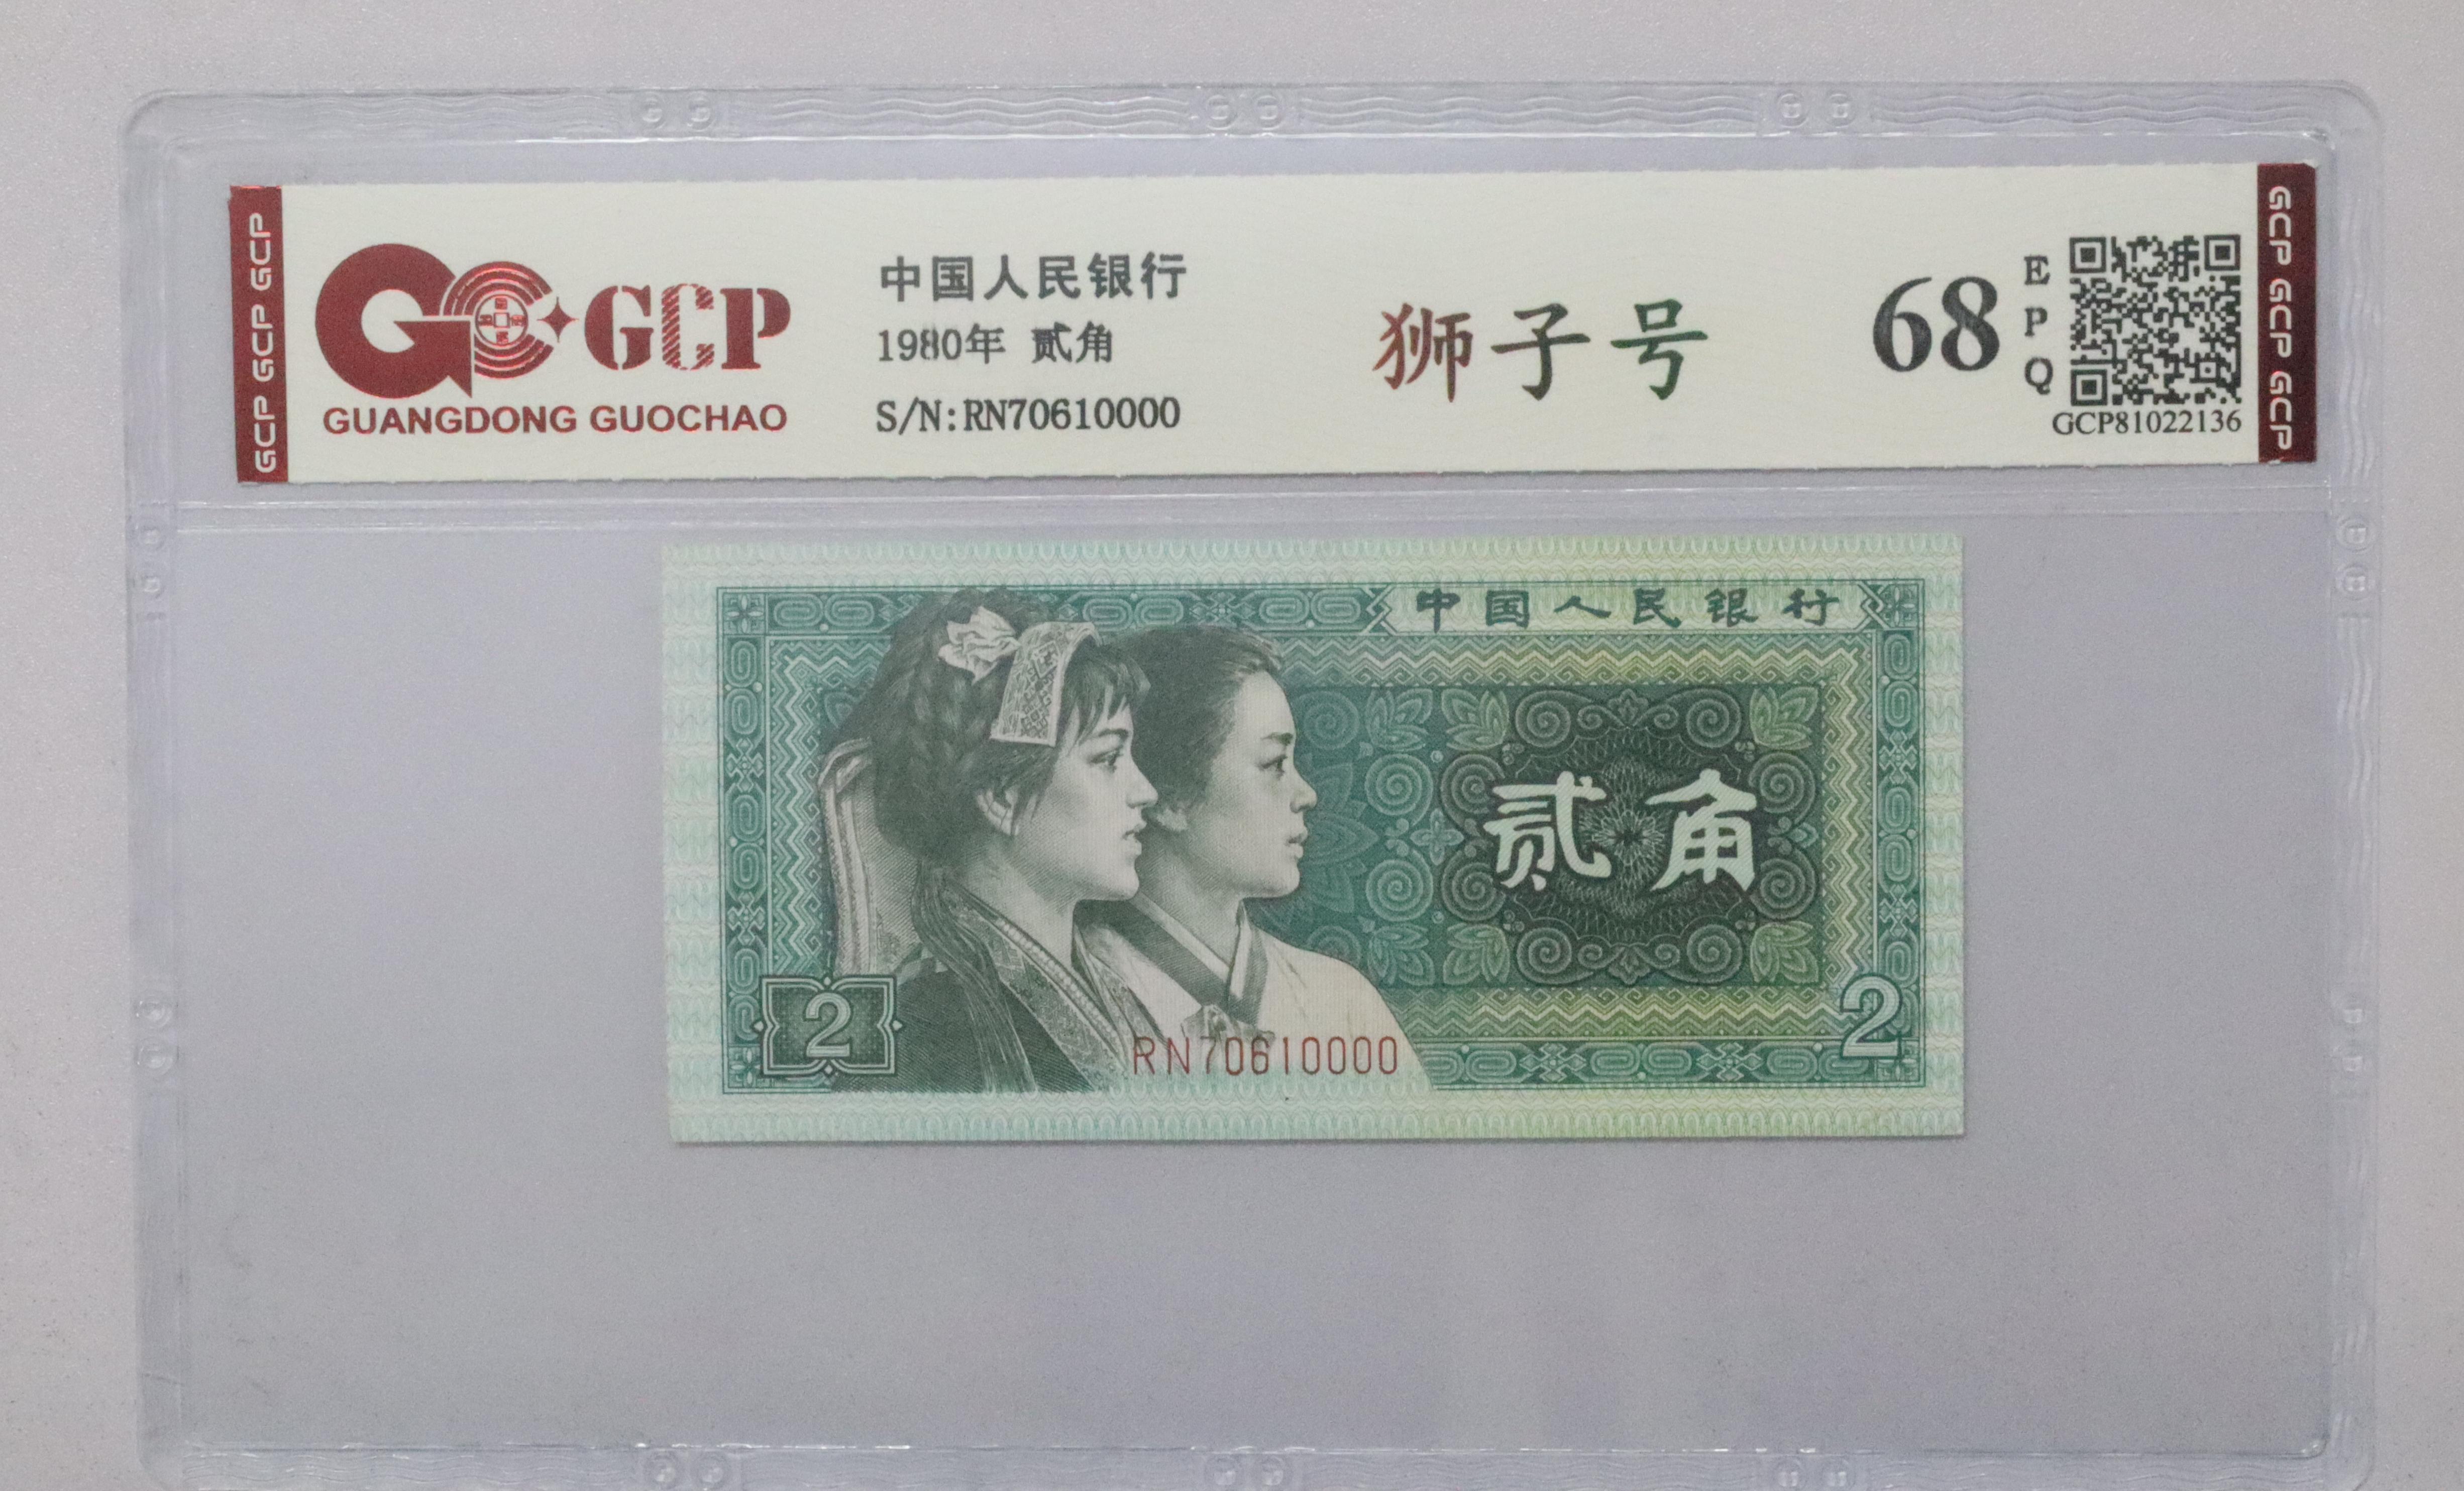 GCP GCP GCP
GCP
GUANGDONG GUOCHAO
中国人民银行
1980年 贰角
S/N:RN70610000
狮子号
68
EPQ
GCP81022136
GCP GCP GCP
中国人民银行
贰角
2
RN70610000
2